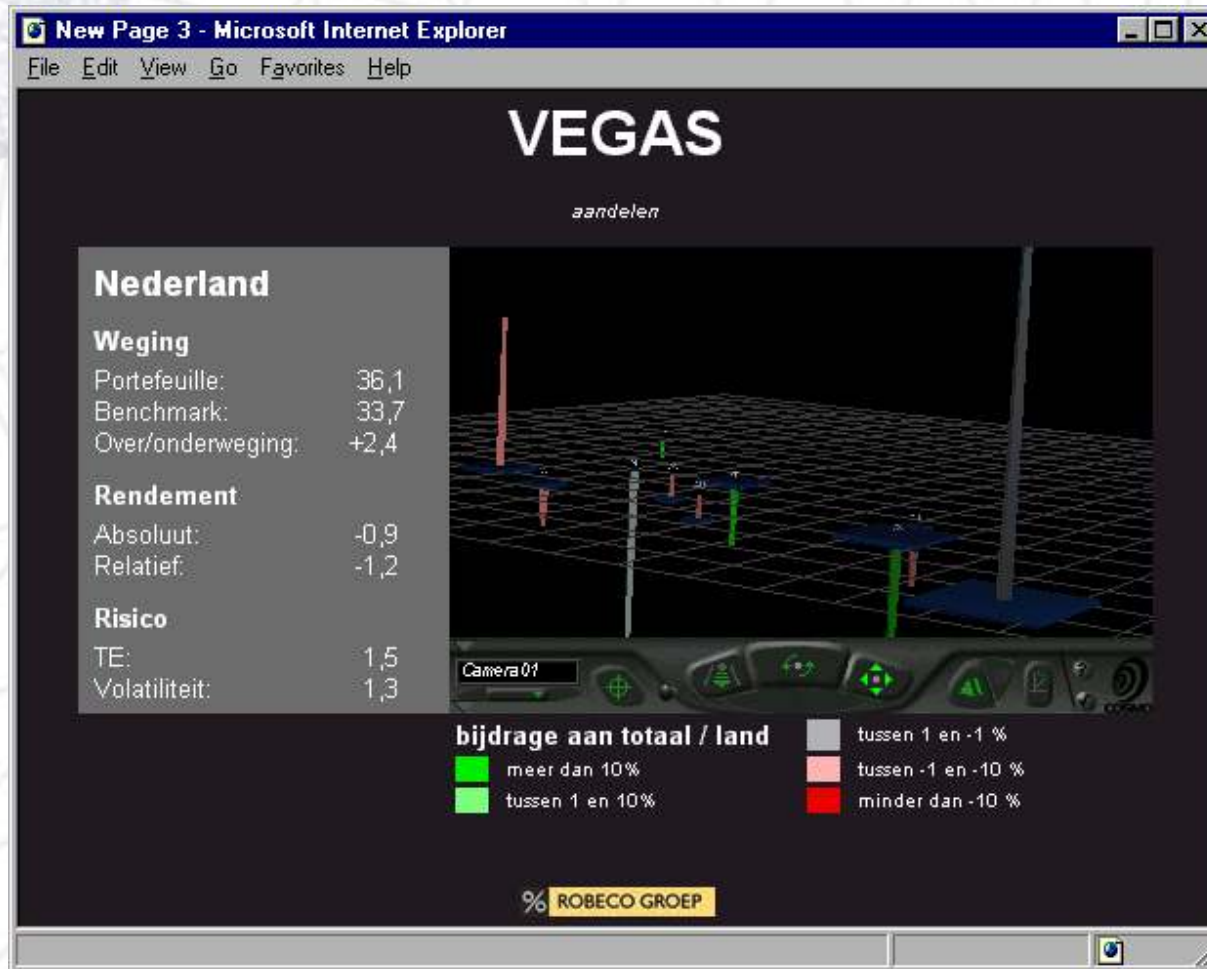 New Page 3 - Microsoft Internet Explorer
File Edit View Go Favorites Help
VEGAS
aandelen
Nederland
Weging
Portefeuille: 36,1
Benchmark: 33,7
Over/onderweging: +2,4
Rendement
Absoluut: -0,9
Relatief: -1,2
Risico
TE: 1,5
Volatiliteit: 1,3
Camera01
COSMO
bijdrage aan totaal / land
meer dan 10%
tussen 1 en 10%
tussen 1 en -1 %
tussen -1 en -10 %
minder dan -10 %
% ROBECO GROEP